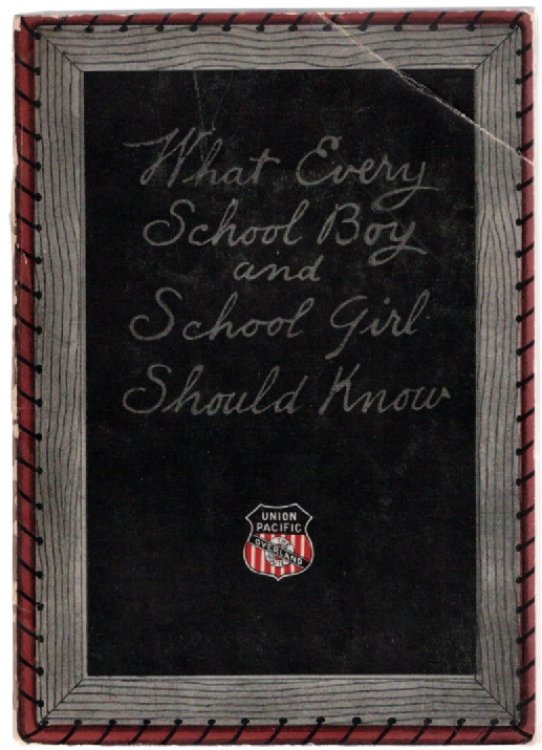 What Every
School Boy
and
School Girl
Should Know
UNION
PACIFIC
THE
OVERLAND
ROUTE